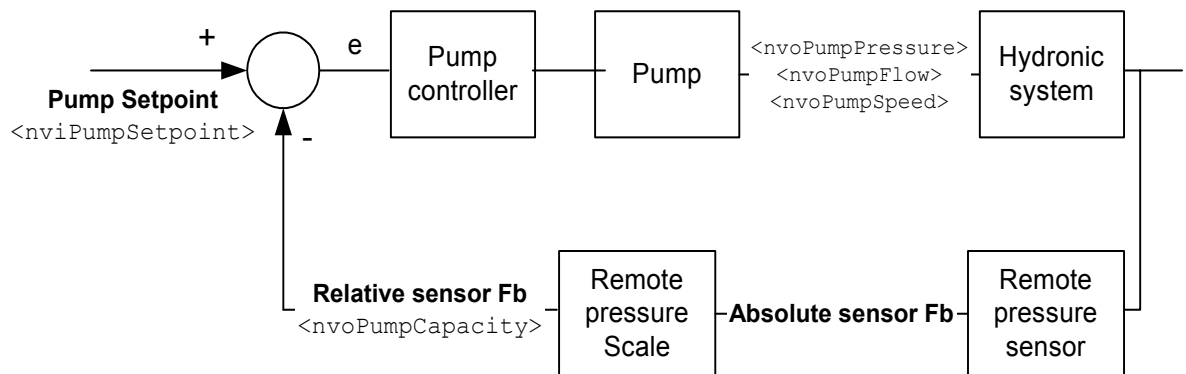 +
e
Pump
controller
Pump
<nvoPumpPressure>
<nvoPumpFlow>
<nvoPumpSpeed>
Hydronic
system
Pump Setpoint
<nviPumpSetpoint>
-
Relative sensor Fb
<nvoPumpCapacity>
Remote
pressure
Scale
Absolute sensor Fb
Remote
pressure
sensor